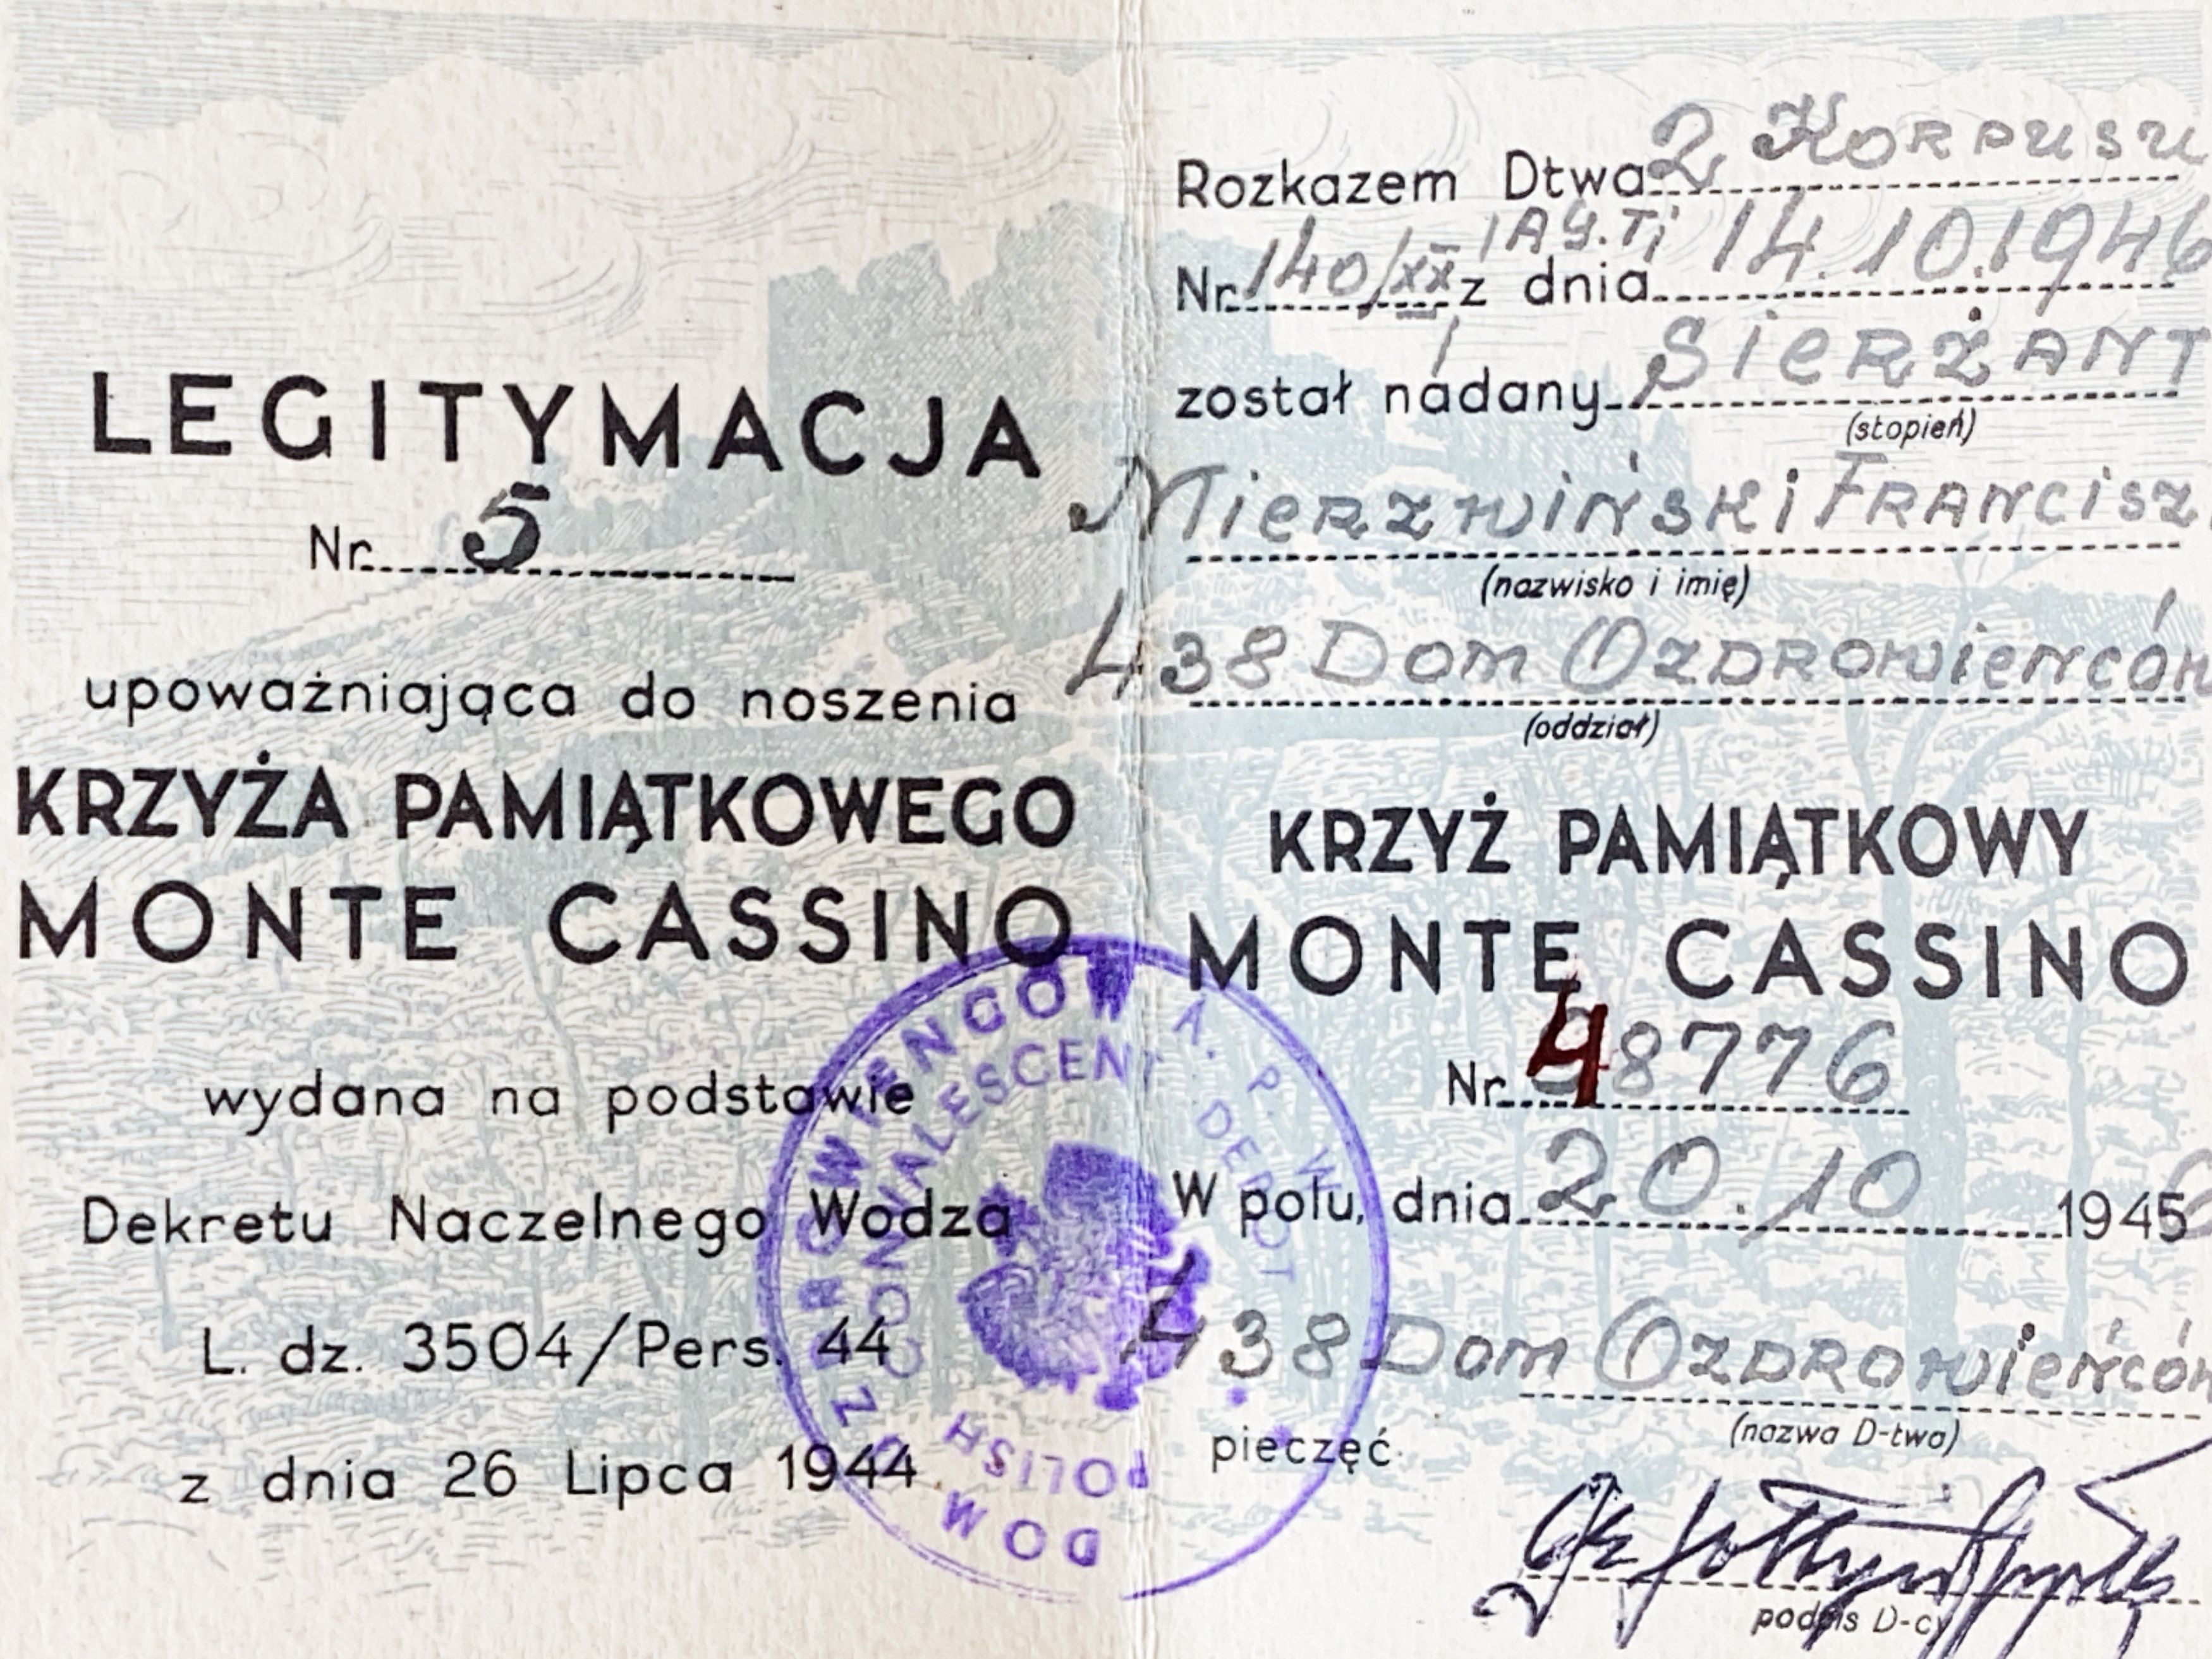 LEGITYMACJA
Nr. 5
upoważniająca do noszenia
KRZYŻA PAMIĄTKOWEGO
MONTE CASSINO
wydana na podstawie
Dekretu Naczelnego Wodza
L. dz. 3504/Pers. 44
z dnia 26 Lipca 1944
Rozkazem Dtwa 2 Korpusu
Nr. 140/XX z dnia 14.10.1946
został nadany Sierżant
(stopień)
Mierzwiński Francisz
(nazwisko i imię)
438 Dom Ozdrowieńców
(oddział)
KRZYŻ PAMIĄTKOWY
MONTE CASSINO
Nr. 48776
W polu, dnia 20.10 1946
438 Dom Ozdrowieńców
(nazwa D-twa)
pieczęć
podpis D-cy
DOM OZDROWIENCÓW A. P. W.
POLISH CONVALESCENT DEPOT